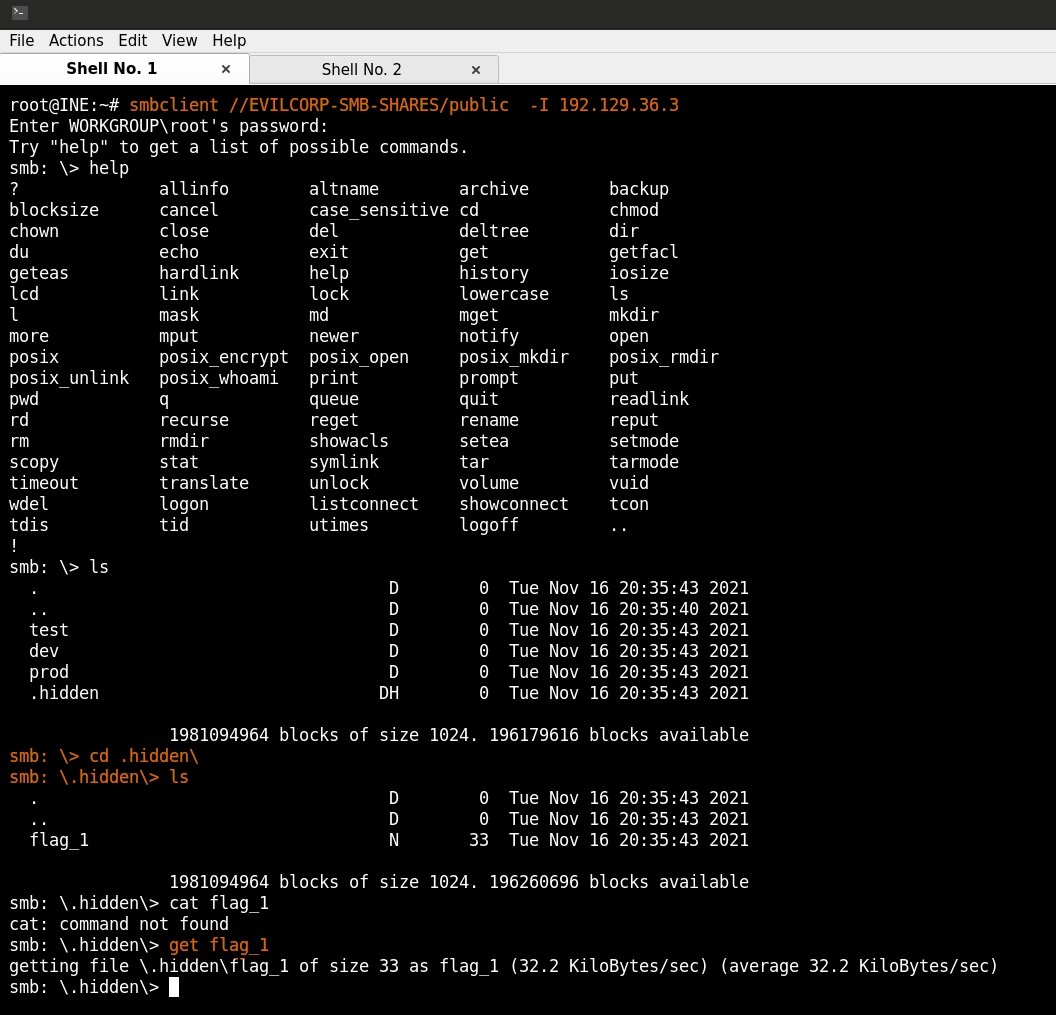 File Actions Edit View Help
Shell No. 1 × Shell No. 2 ×
root@INE:~# smbclient //EVILCORP-SMB-SHARES/public  -I 192.129.36.3
Enter WORKGROUP\root's password:
Try "help" to get a list of possible commands.
smb: \> help
?              allinfo        altname        archive        backup
blocksize      cancel         case_sensitive cd             chmod
chown          close          del            deltree        dir
du             echo           exit           get            getfacl
geteas         hardlink       help           history        iosize
lcd            link           lock           lowercase      ls
l              mask           md             mget           mkdir
more           mput           newer          notify         open
posix          posix_encrypt  posix_open     posix_mkdir    posix_rmdir
posix_unlink   posix_whoami   print          prompt         put
pwd            q              queue          quit           readlink
rd             recurse        reget          rename         reput
rm             rmdir          showacls       setea          setmode
scopy          stat           symlink        tar            tarmode
timeout        translate      unlock         volume         vuid
wdel           logon          listconnect    showconnect    tcon
tdis           tid            utimes         logoff         ..
!
smb: \> ls
  .                                   D        0  Tue Nov 16 20:35:43 2021
  ..                                  D        0  Tue Nov 16 20:35:40 2021
  test                                D        0  Tue Nov 16 20:35:43 2021
  dev                                 D        0  Tue Nov 16 20:35:43 2021
  prod                                D        0  Tue Nov 16 20:35:43 2021
  .hidden                            DH        0  Tue Nov 16 20:35:43 2021
                1981094964 blocks of size 1024. 196179616 blocks available
smb: \> cd .hidden\
smb: \.hidden\> ls
  .                                   D        0  Tue Nov 16 20:35:43 2021
  ..                                  D        0  Tue Nov 16 20:35:43 2021
  flag_1                              N       33  Tue Nov 16 20:35:43 2021
                1981094964 blocks of size 1024. 196260696 blocks available
smb: \.hidden\> cat flag_1
cat: command not found
smb: \.hidden\> get flag_1
getting file \.hidden\flag_1 of size 33 as flag_1 (32.2 KiloBytes/sec) (average 32.2 KiloBytes/sec)
smb: \.hidden\>